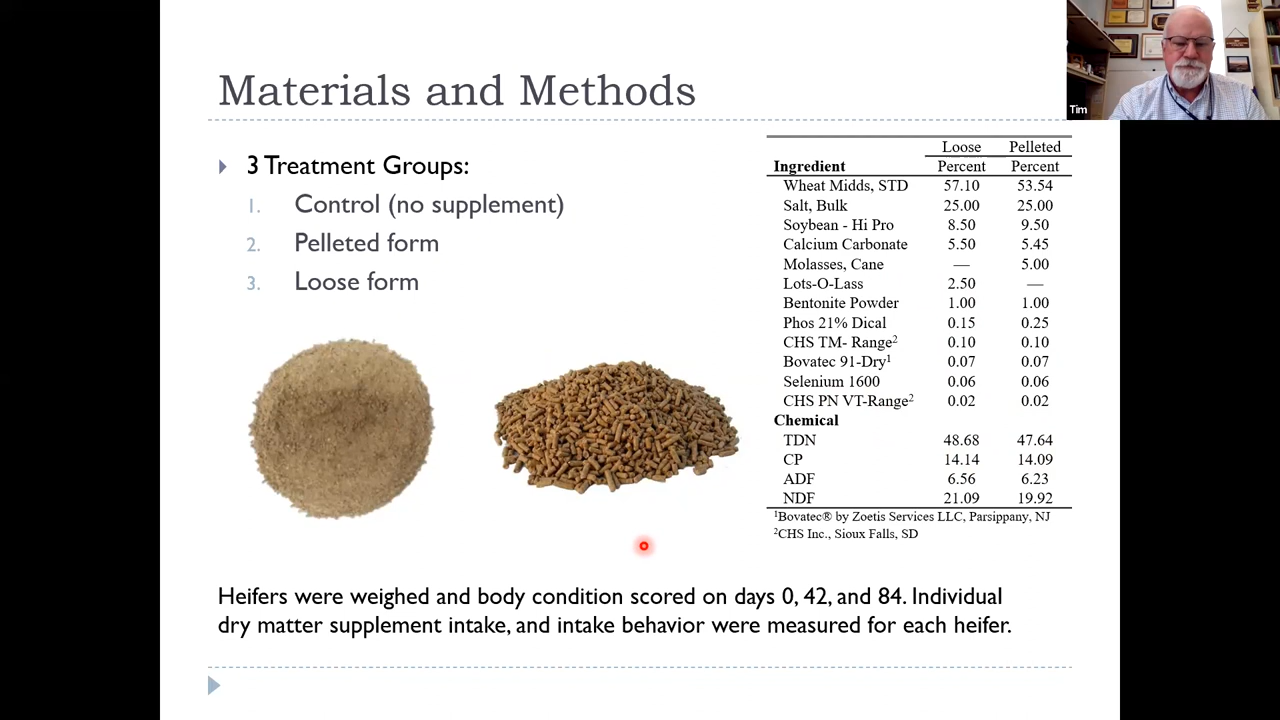 Materials and Methods
3 Treatment Groups:
1. Control (no supplement)
2. Pelleted form
3. Loose form
Loose Pelleted
Ingredient Percent Percent
Wheat Midds, STD 57.10 53.54
Salt, Bulk 25.00 25.00
Soybean - Hi Pro 8.50 9.50
Calcium Carbonate 5.50 5.45
Molasses, Cane — 5.00
Lots-O-Lass 2.50 —
Bentonite Powder 1.00 1.00
Phos 21% Dical 0.15 0.25
CHS TM- Range² 0.10 0.10
Bovatec 91-Dry¹ 0.07 0.07
Selenium 1600 0.06 0.06
CHS PN VT-Range² 0.02 0.02
Chemical
TDN 48.68 47.64
CP 14.14 14.09
ADF 6.56 6.23
NDF 21.09 19.92
¹Bovatec® by Zoetis Services LLC, Parsippany, NJ
²CHS Inc., Sioux Falls, SD
Heifers were weighed and body condition scored on days 0, 42, and 84. Individual
dry matter supplement intake, and intake behavior were measured for each heifer.
Tim